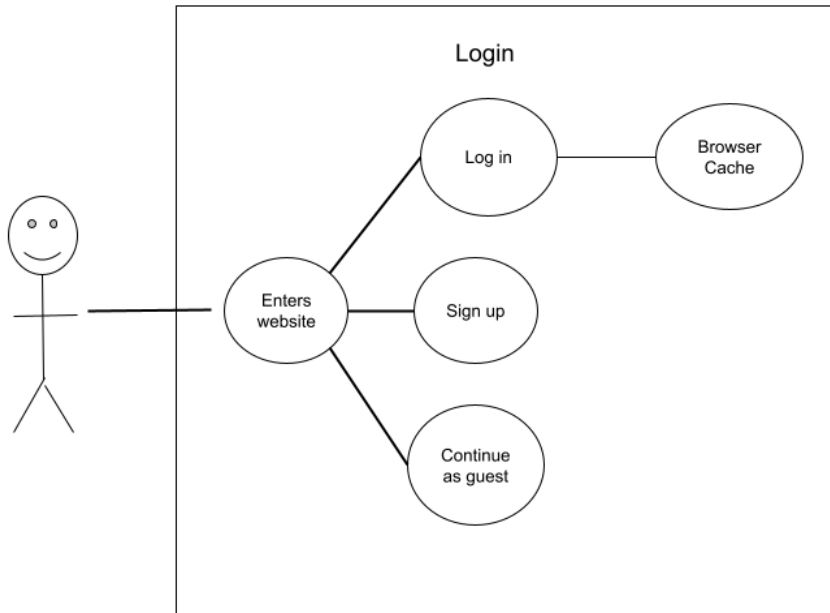 Login
Log in
Browser
Cache
Enters
website
Sign up
Continue
as guest